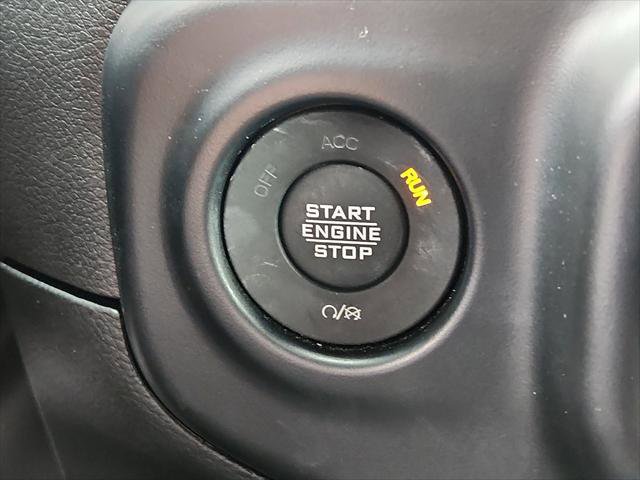 ACC
OFF
RUN
START
ENGINE
STOP